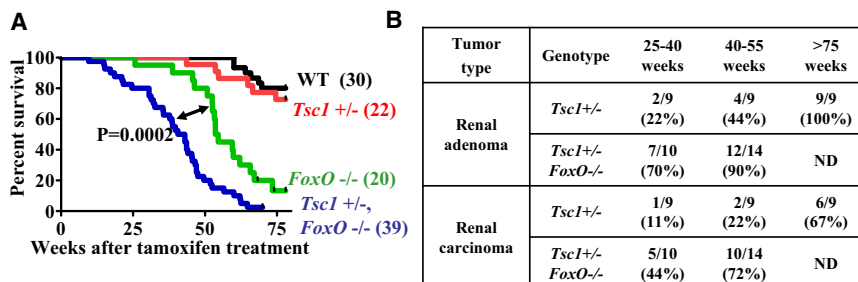 A
Percent survival
100
80
60
40
20
0
0 25 50 75
Weeks after tamoxifen treatment
P=0.0002
WT (30)
Tsc1 +/- (22)
FoxO -/- (20)
Tsc1 +/-,
FoxO -/- (39)
B
Tumor type Genotype 25-40 weeks 40-55 weeks >75 weeks
Renal adenoma Tsc1+/- 2/9 (22%) 4/9 (44%) 9/9 (100%)
Tsc1+/- FoxO-/- 7/10 (70%) 12/14 (90%) ND
Renal carcinoma Tsc1+/- 1/9 (11%) 2/9 (22%) 6/9 (67%)
Tsc1+/- FoxO-/- 5/10 (44%) 10/14 (72%) ND